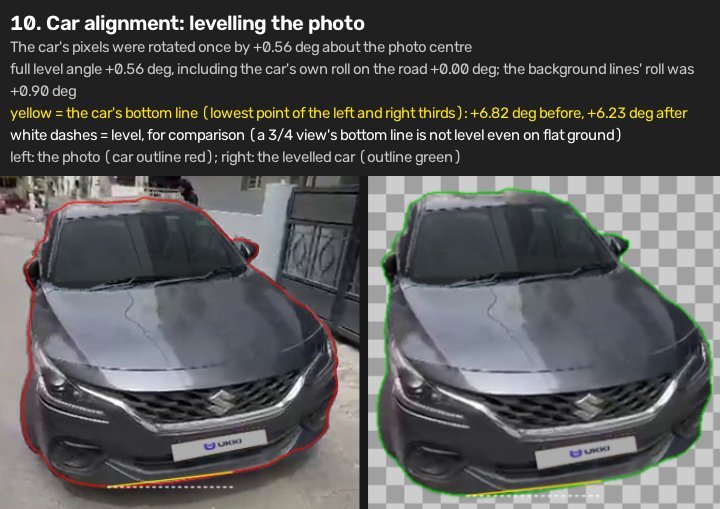 10. Car alignment: levelling the photo
The car's pixels were rotated once by +0.56 deg about the photo centre
full level angle +0.56 deg, including the car's own roll on the road +0.00 deg; the background lines' roll was
+0.90 deg
yellow = the car's bottom line (lowest point of the left and right thirds): +6.82 deg before, +6.23 deg after
white dashes = level, for comparison (a 3/4 view's bottom line is not level even on flat ground)
left: the photo (car outline red); right: the levelled car (outline green)
UKKI
UKKI